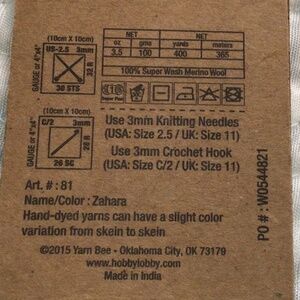 (10cm x 10cm)
US-2.5 3mm
GAUGE or 4"x4"
32 R
30 STS
NET NET
oz gms yards meters
3.5 100 400 365
100% Super Wash Merino Wool
(10cm x 10cm)
C/2 3mm
GAUGE or 4"x4"
28 R
26 SC
Use 3mm Knitting Needles
(USA: Size 2.5 / UK: Size 11)
Use 3mm Crochet Hook
(USA: Size C/2 / UK: Size 11)
Art. # : 81
Name/Color : Zahara
Hand-dyed yarns can have a slight color
variation from skein to skein
©2015 Yarn Bee • Oklahoma City, OK 73179
www.hobbylobby.com
Made in India
PO # : W0544821